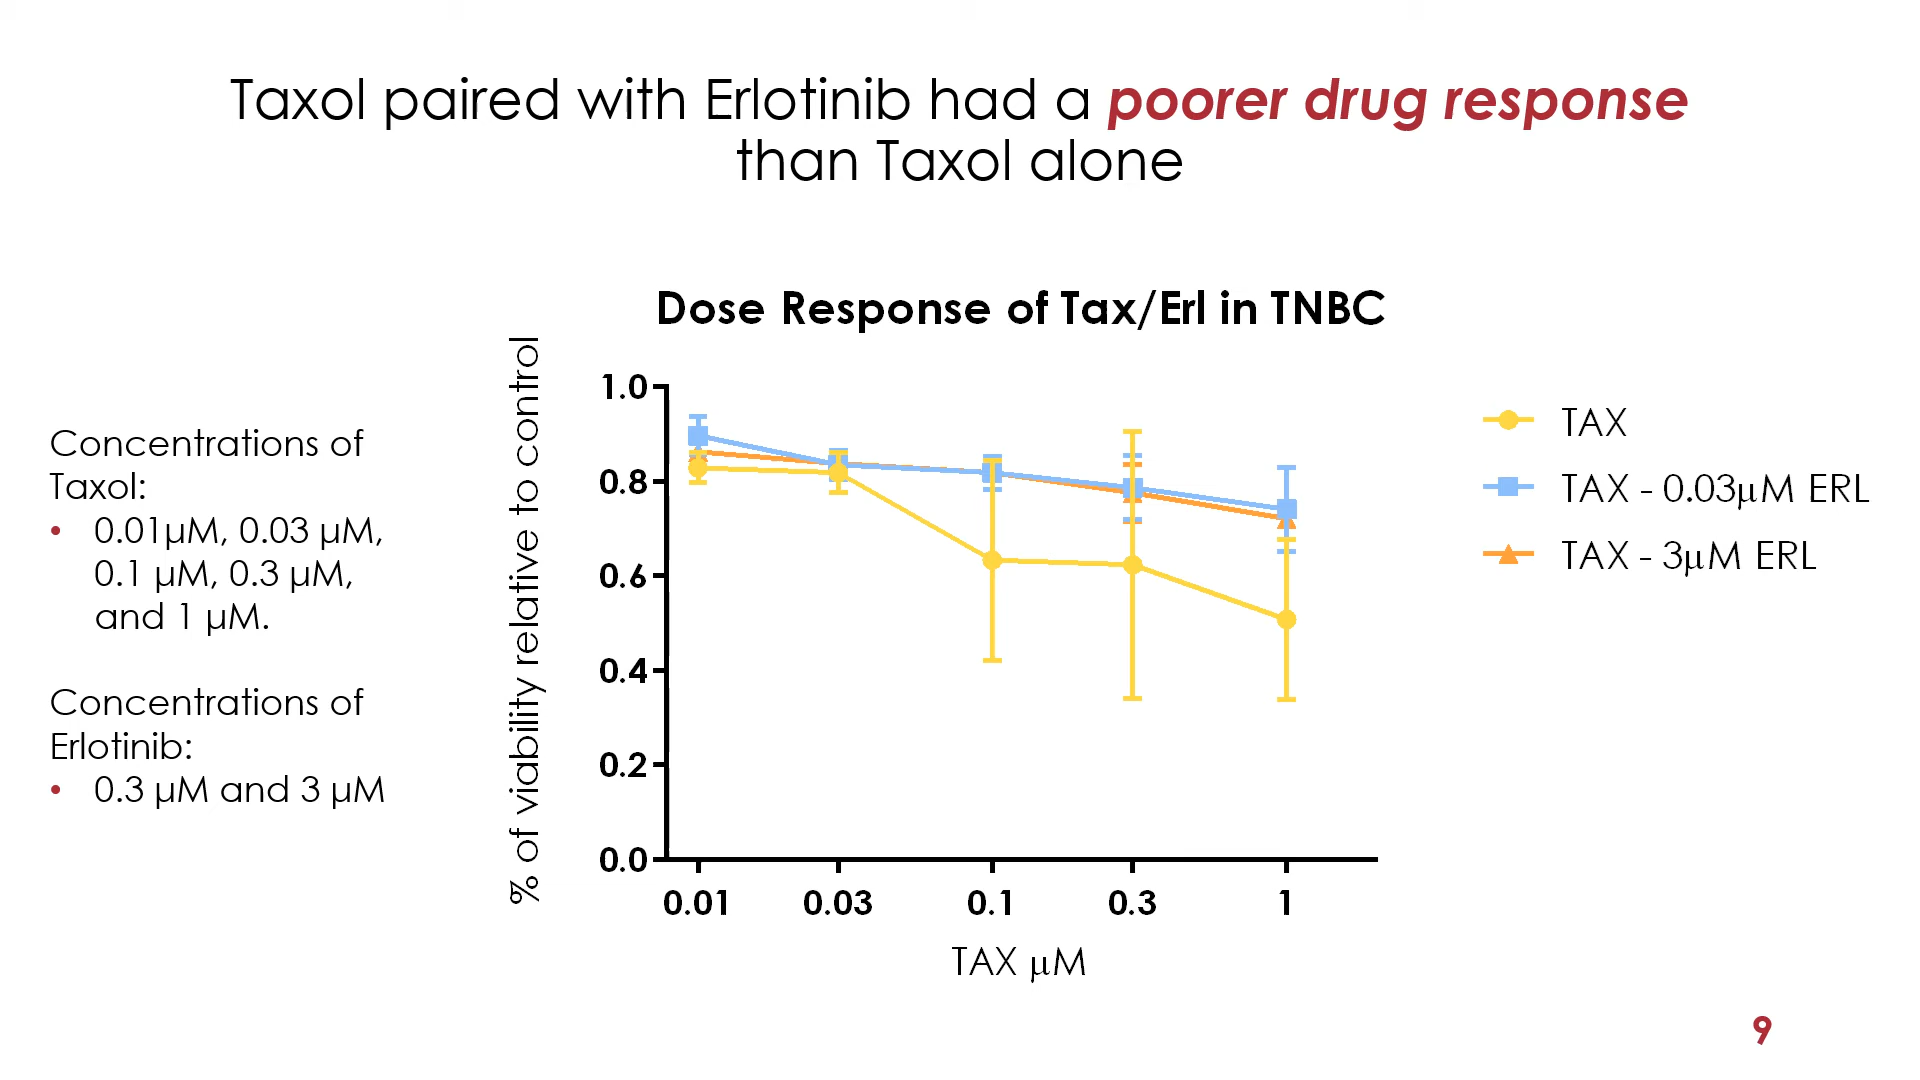 Taxol paired with Erlotinib had a poorer drug response
than Taxol alone
Concentrations of
Taxol:
• 0.01µM, 0.03 µM,
0.1 µM, 0.3 µM,
and 1 µM.
Concentrations of
Erlotinib:
• 0.3 µM and 3 µM
Dose Response of Tax/Erl in TNBC
% of viability relative to control
1.0
0.8
0.6
0.4
0.2
0.0
0.01 0.03 0.1 0.3 1
TAX µM
TAX
TAX - 0.03µM ERL
TAX - 3µM ERL
9